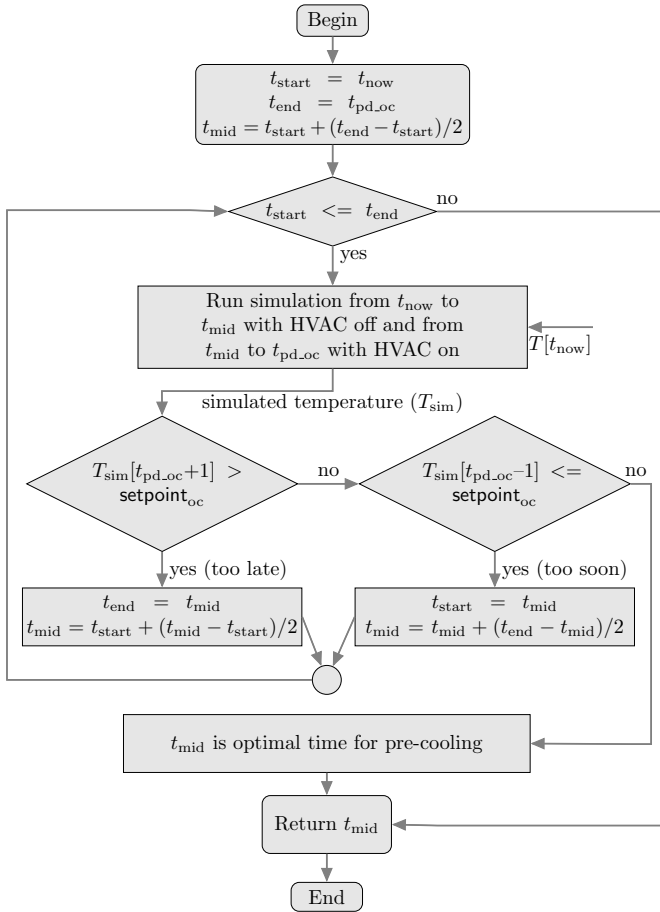 Begin
t_start = t_now
t_end = t_pd_oc
t_mid = t_start + (t_end − t_start)/2
t_start <= t_end
no
yes
Run simulation from t_now to
t_mid with HVAC off and from
t_mid to t_pd_oc with HVAC on
T[t_now]
simulated temperature (T_sim)
T_sim[t_pd_oc+1] >
setpoint_oc
no
T_sim[t_pd_oc−1] <=
setpoint_oc
no
yes (too late)
yes (too soon)
t_end = t_mid
t_mid = t_start + (t_mid − t_start)/2
t_start = t_mid
t_mid = t_mid + (t_end − t_mid)/2
t_mid is optimal time for pre-cooling
Return t_mid
End